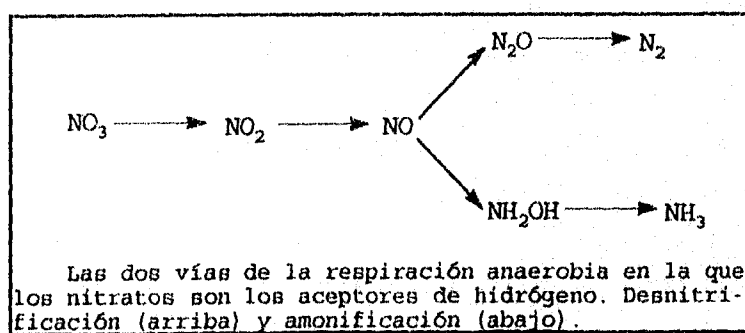 N₂O → N₂
NO₃ → NO₂ → NO
NH₂OH → NH₃
Las dos vías de la respiración anaerobia en la que
los nitratos son los aceptores de hidrógeno. Desnitri-
ficación (arriba) y amonificación (abajo).